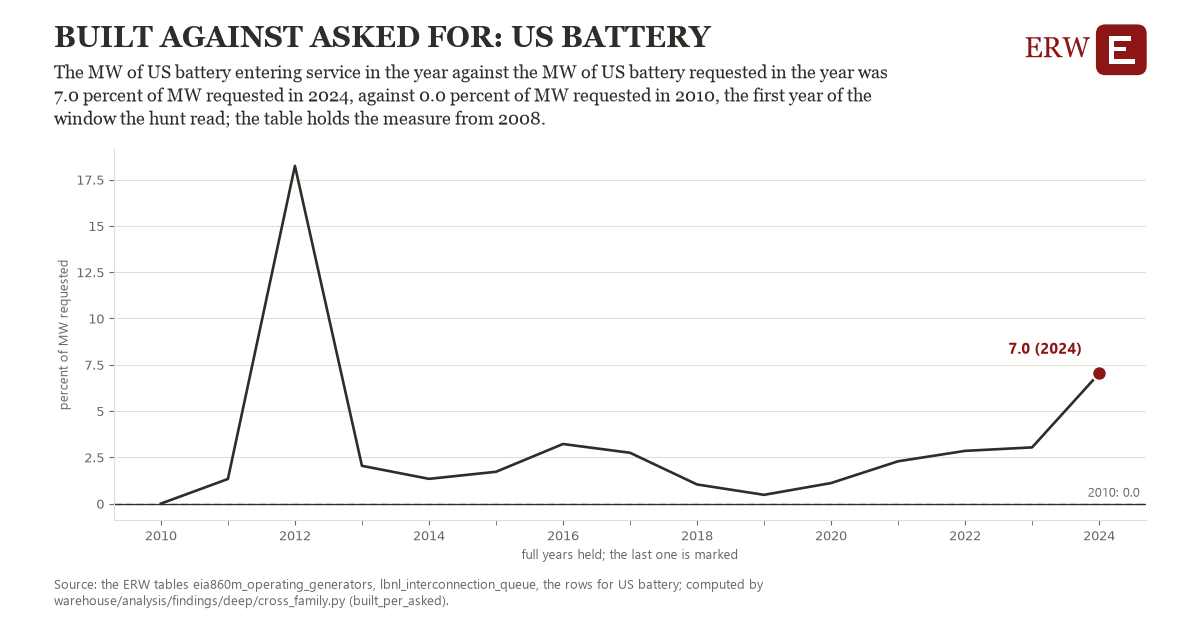 BUILT AGAINST ASKED FOR: US BATTERY
ERW E
The MW of US battery entering service in the year against the MW of US battery requested in the year was
7.0 percent of MW requested in 2024, against 0.0 percent of MW requested in 2010, the first year of the
window the hunt read; the table holds the measure from 2008.
17.5
15
12.5
10
7.5
5
2.5
0
percent of MW requested
7.0 (2024)
2010: 0.0
2010 2012 2014 2016 2018 2020 2022 2024
full years held; the last one is marked
Source: the ERW tables eia860m_operating_generators, lbnl_interconnection_queue, the rows for US battery; computed by
warehouse/analysis/findings/deep/cross_family.py (built_per_asked).